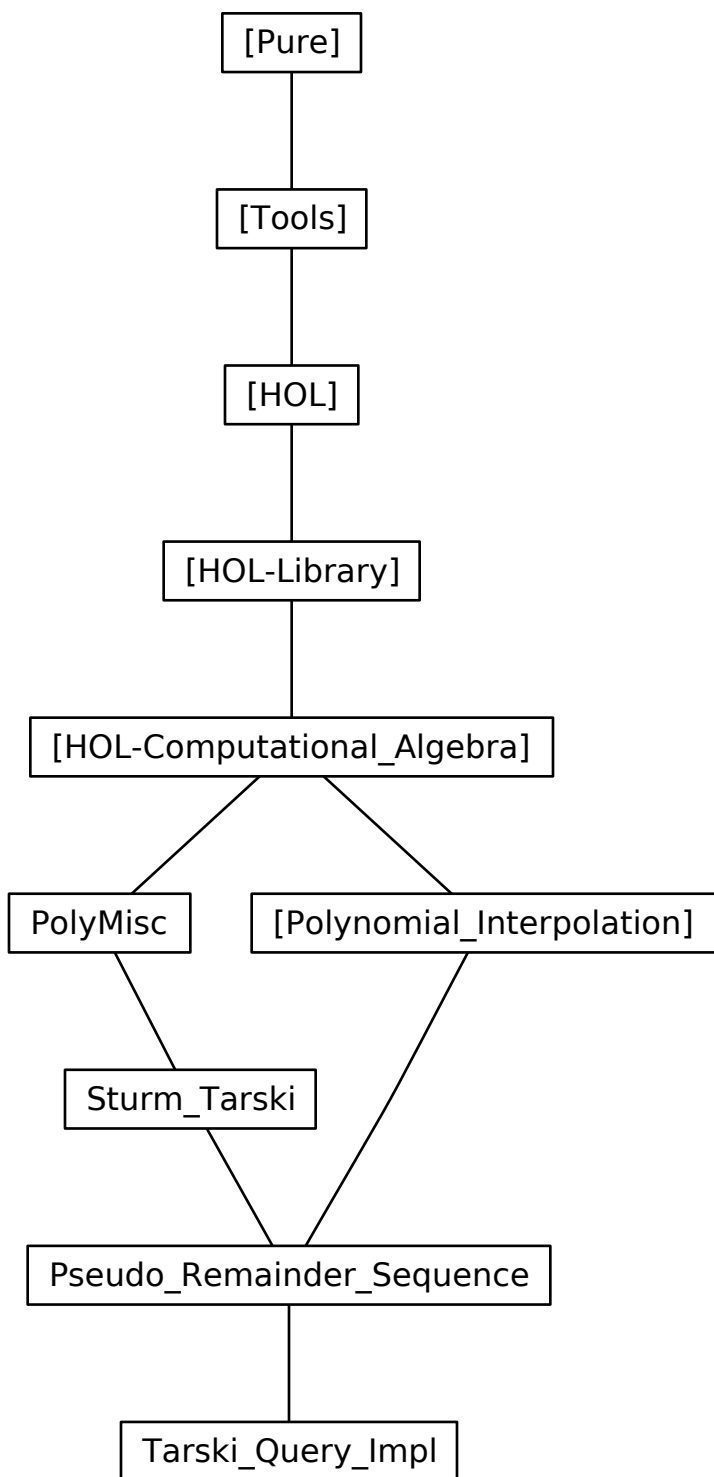 [Pure]
[Tools]
[HOL]
[HOL-Library]
[HOL-Computational_Algebra]
PolyMisc
[Polynomial_Interpolation]
Sturm_Tarski
Pseudo_Remainder_Sequence
Tarski_Query_Impl